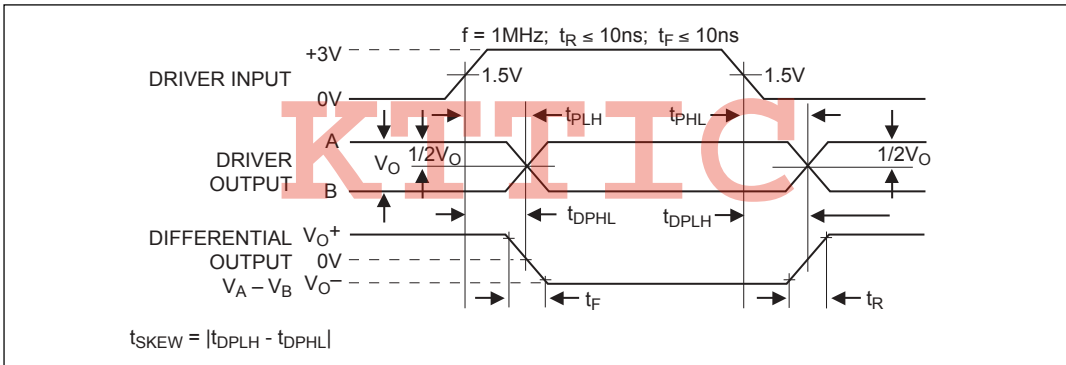 f = 1MHz; tR ≤ 10ns; tF ≤ 10ns
+3V
DRIVER INPUT
1.5V
1.5V
0V
KTTIC
tPLH
tPHL
A
DRIVER
OUTPUT
VO
1/2VO
1/2VO
B
tDPHL
tDPLH
DIFFERENTIAL
OUTPUT
VA – VB
VO+
0V
VO–
tF
tR
tSKEW = |tDPLH - tDPHL|